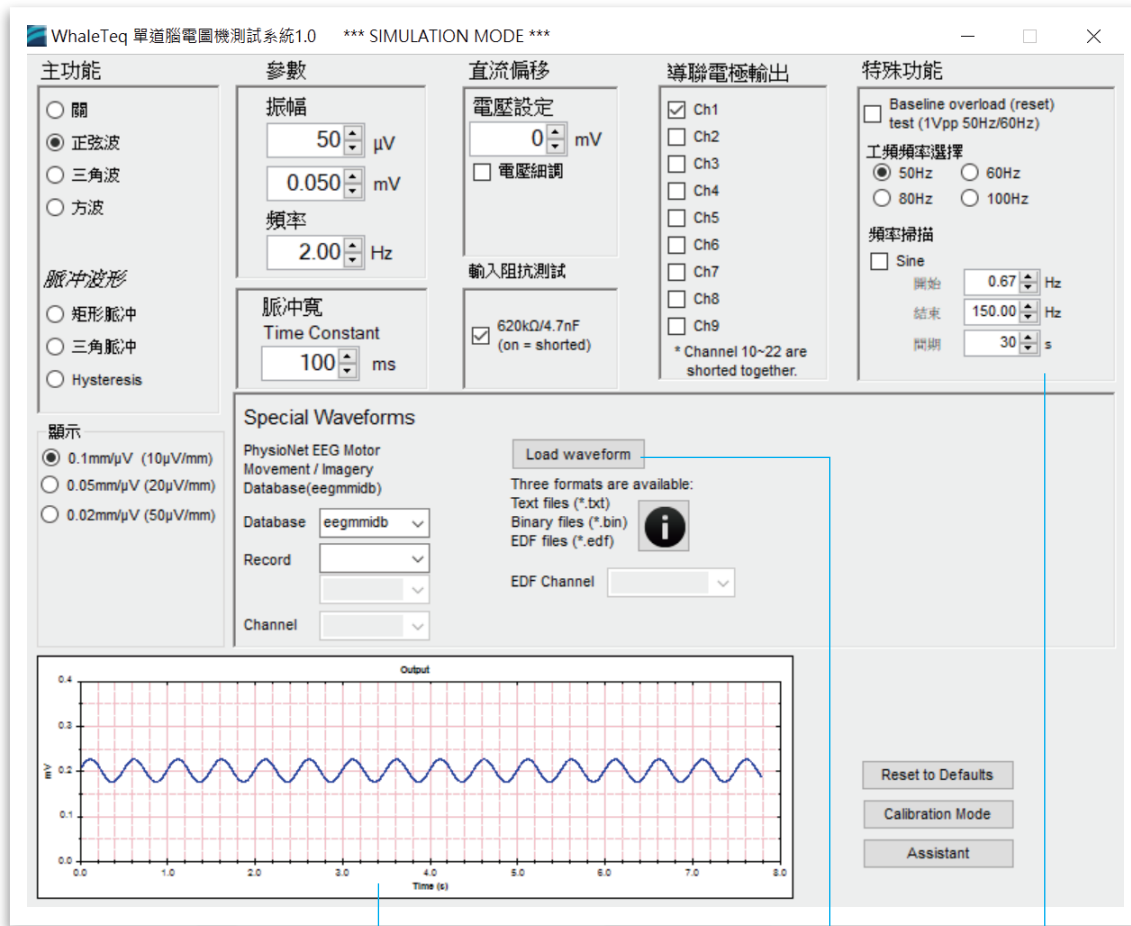 WhaleTeq 單道腦電圖機測試系統1.0 *** SIMULATION MODE ***
主功能
關
正弦波
三角波
方波
脈冲波形
矩形脈冲
三角脈冲
Hysteresis
參數
振幅
50 μV
0.050 mV
頻率
2.00 Hz
脈冲寬
Time Constant
100 ms
直流偏移
電壓設定
0 mV
電壓細調
輸入阻抗測試
620kΩ/4.7nF
(on = shorted)
導聯電極輸出
Ch1
Ch2
Ch3
Ch4
Ch5
Ch6
Ch7
Ch8
Ch9
* Channel 10~22 are
shorted together.
特殊功能
Baseline overload (reset)
test (1Vpp 50Hz/60Hz)
工頻頻率選擇
50Hz 60Hz
80Hz 100Hz
頻率掃描
Sine
開始 0.67 Hz
結束 150.00 Hz
間期 30 s
顯示
0.1mm/μV (10μV/mm)
0.05mm/μV (20μV/mm)
0.02mm/μV (50μV/mm)
Special Waveforms
PhysioNet EEG Motor
Movement / Imagery
Database(eegmmidb)
Database eegmmidb
Record
Channel
Load waveform
Three formats are available:
Text files (*.txt)
Binary files (*.bin)
EDF files (*.edf)
i
EDF Channel
Output
0.4
0.3
0.2
0.1
0.0
mV
0.0 1.0 2.0 3.0 4.0 5.0 6.0 7.0 8.0
Time (s)
Reset to Defaults
Calibration Mode
Assistant